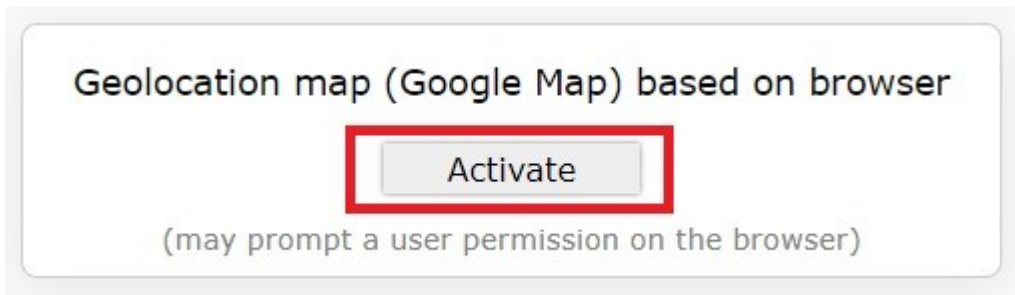 Geolocation map (Google Map) based on browser
Activate
(may prompt a user permission on the browser)